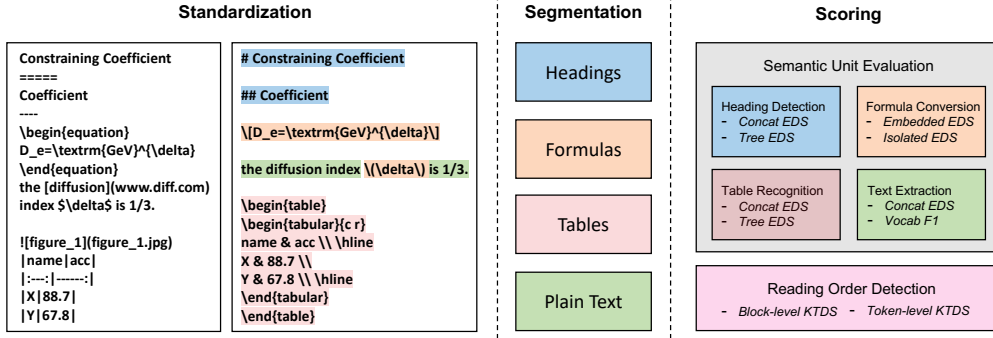 Standardization
Constraining Coefficient
=====
Coefficient
----
\begin{equation}
D_e=\textrm{GeV}^{\delta}
\end{equation}
the [diffusion](www.diff.com)
index $\delta$ is 1/3.
![figure_1](figure_1.jpg)
|name|acc|
|:---:|------:|
|X|88.7|
|Y|67.8|
# Constraining Coefficient
## Coefficient
\[D_e=\textrm{GeV}^{\delta}\]
the diffusion index \(\delta\) is 1/3.
\begin{table}
\begin{tabular}{c r}
name & acc \\ \hline
X & 88.7 \\
Y & 67.8 \\ \hline
\end{tabular}
\end{table}
Segmentation
Headings
Formulas
Tables
Plain Text
Scoring
Semantic Unit Evaluation
Heading Detection
- Concat EDS
- Tree EDS
Formula Conversion
- Embedded EDS
- Isolated EDS
Table Recognition
- Concat EDS
- Tree EDS
Text Extraction
- Concat EDS
- Vocab F1
Reading Order Detection
- Block-level KTDS - Token-level KTDS